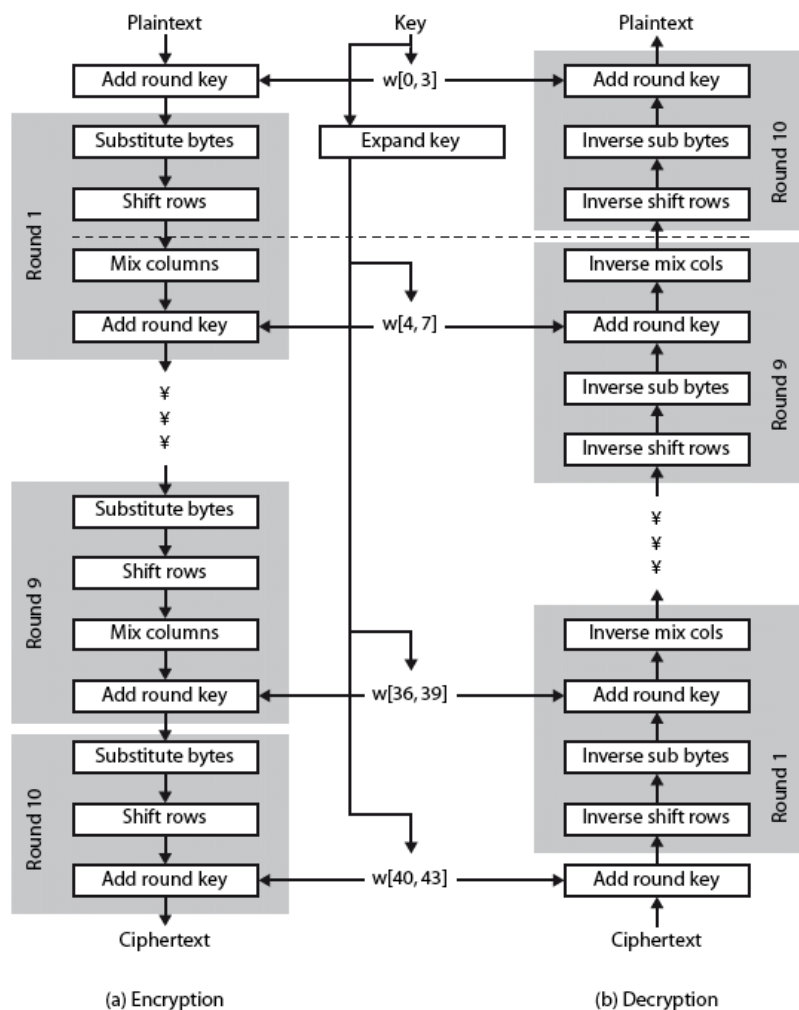 Plaintext
Key
Plaintext
Add round key
w[0, 3]
Add round key
Substitute bytes
Expand key
Inverse sub bytes
Round 10
Shift rows
Inverse shift rows
Round 1
Mix columns
Inverse mix cols
Add round key
w[4, 7]
Add round key
Inverse sub bytes
Round 9
Inverse shift rows
¥
¥
¥
Substitute bytes
¥
¥
¥
Shift rows
Round 9
Mix columns
Inverse mix cols
Add round key
w[36, 39]
Add round key
Substitute bytes
Inverse sub bytes
Round 1
Shift rows
Inverse shift rows
Round 10
Add round key
w[40, 43]
Add round key
Ciphertext
Ciphertext
(a) Encryption
(b) Decryption